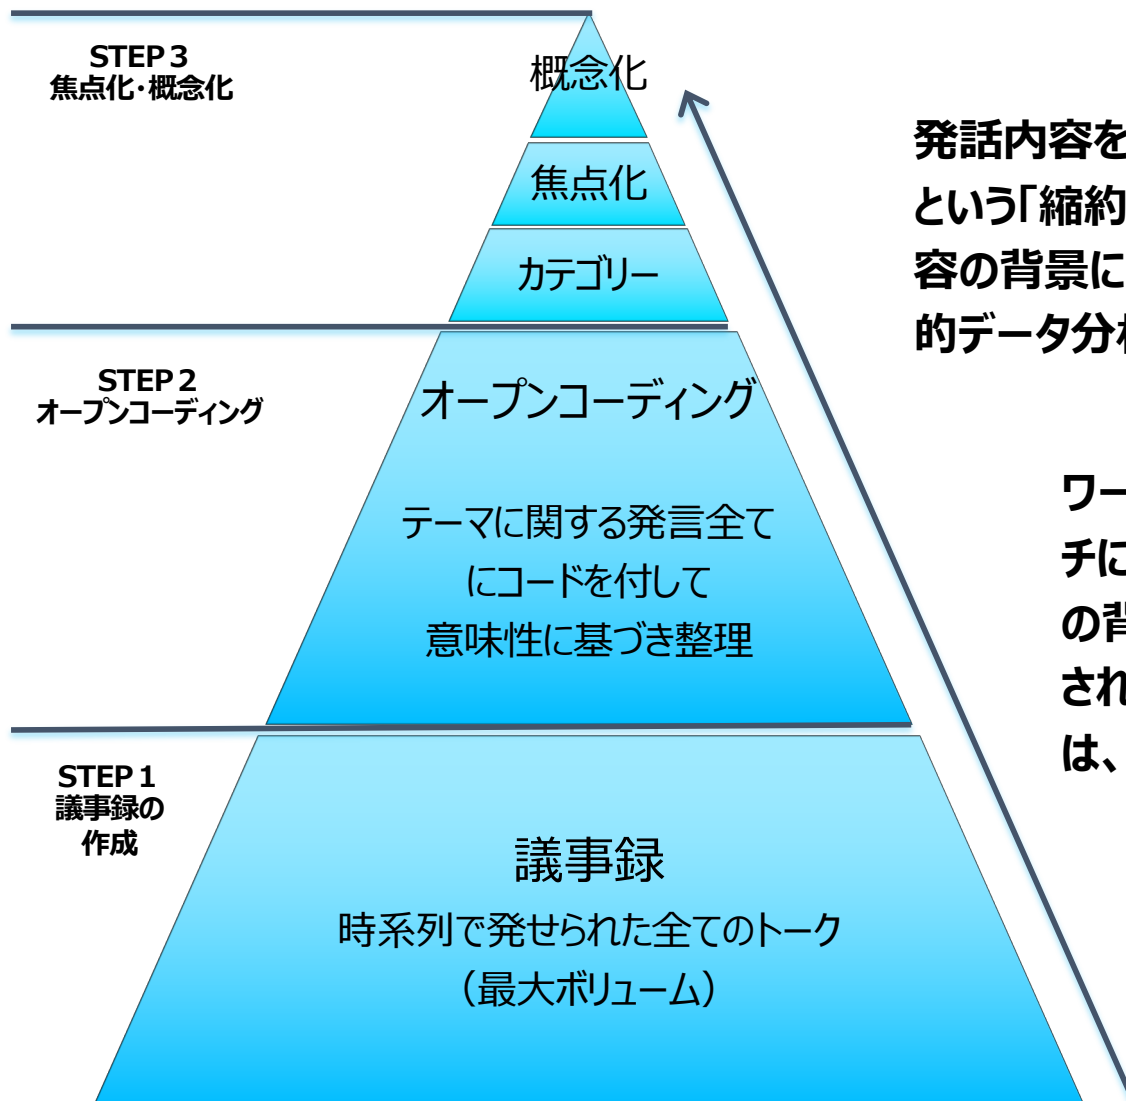 STEP３
焦点化・概念化
概念化
焦点化
カテゴリー
STEP２
オープンコーディング
オープンコーディング
テーマに関する発言全て
にコードを付して
意味性に基づき整理
STEP１
議事録の
作成
議事録
時系列で発せられた全てのトーク
（最大ボリューム）
発話内容を
という「縮約
容の背景に
的データ分
ワー
チに
の背
され
は、